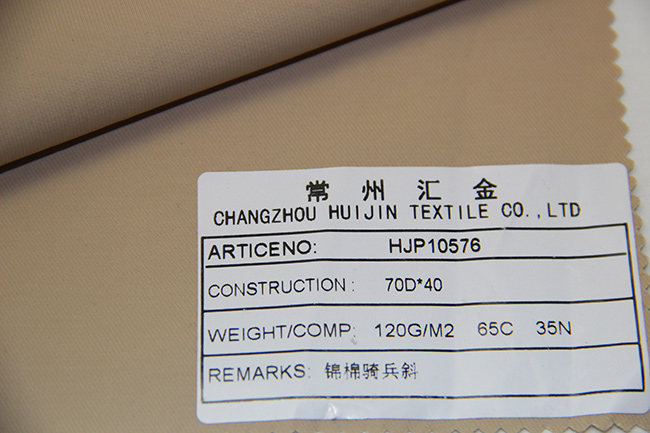 常州汇金
CHANGZHOU HUIJIN TEXTILE CO.,LTD
ARTICENO: HJP10576
CONSTRUCTION: 70D*40
WEIGHT/COMP: 120G/M2 65C 35N
REMARKS: 锦棉骑兵斜